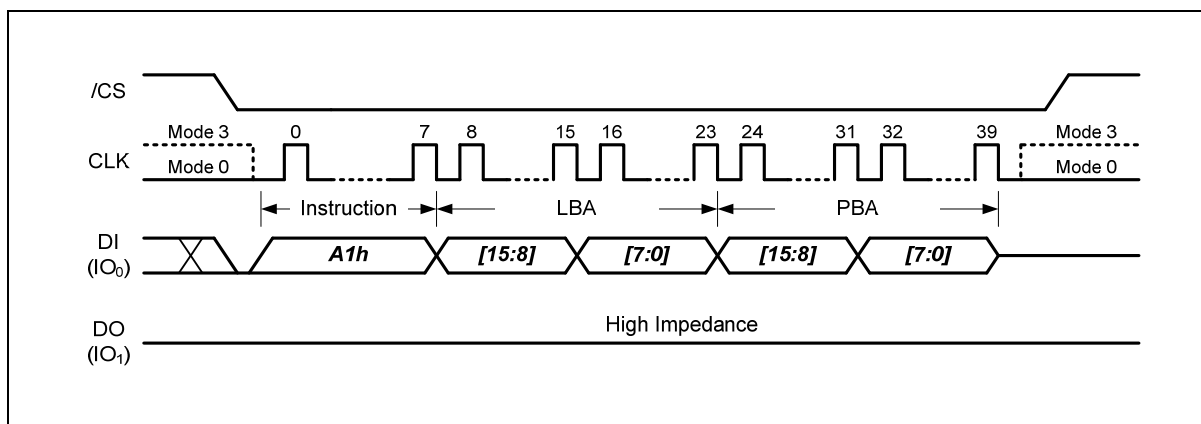 /CS
Mode 3 0 7 8 15 16 23 24 31 32 39 Mode 3
CLK Mode 0 Mode 0
Instruction LBA PBA
DI
(IO₀) A1h [15:8] [7:0] [15:8] [7:0]
High Impedance
DO
(IO₁)